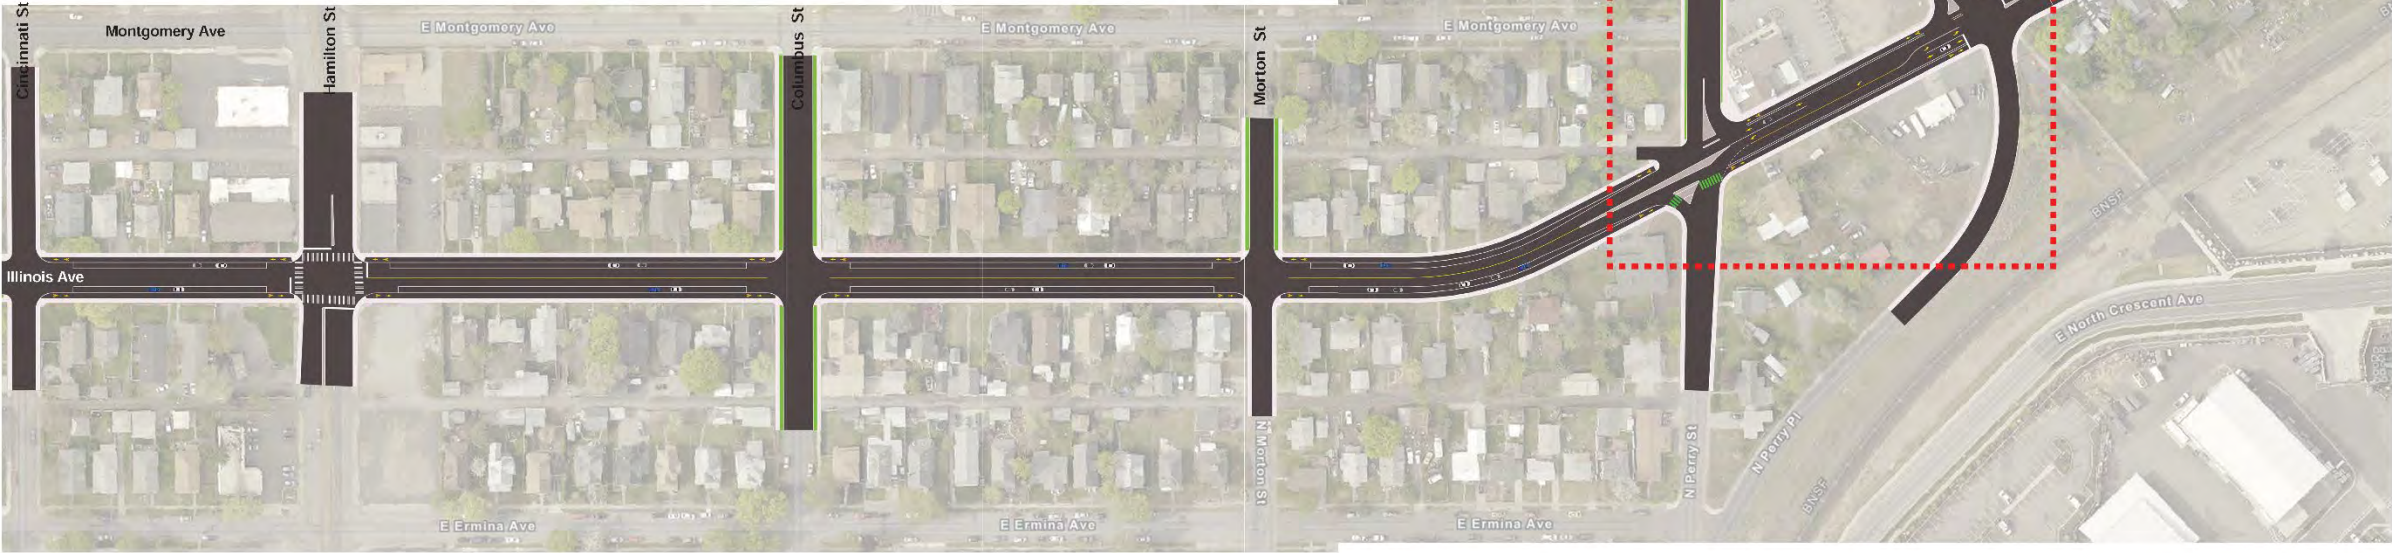 Cincinnati St
Montgomery Ave
Hamilton St
E Montgomery Ave
Columbus St
E Montgomery Ave
Morton St
E Montgomery Ave
Illinois Ave
BNSF
E North Crescent Ave
N Morton St
N Perry St
N Perry Pl
BNSF
E Ermina Ave
E Ermina Ave
E Ermina Ave